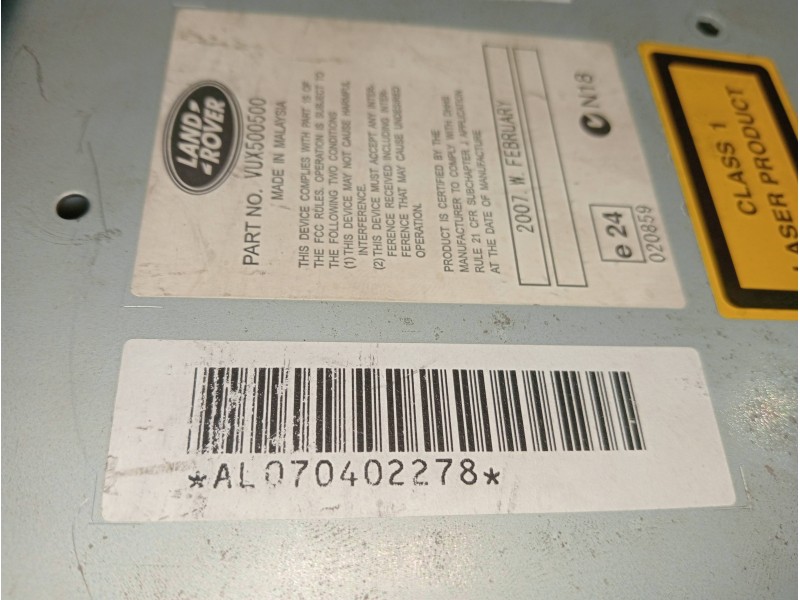 LAND
ROVER
PART NO. VUX500500
MADE IN MALAYSIA
THIS DEVICE COMPLIES WITH PART 15 OF
THE FCC RULES. OPERATION IS SUBJECT TO
THE FOLLOWING TWO CONDITIONS
(1) THIS DEVICE MAY NOT CAUSE HARMFUL
INTERFERENCE.
(2) THIS DEVICE MUST ACCEPT ANY INTER-
FERENCE RECEIVED INCLUDING INTER-
FERENCE THAT MAY CAUSE UNDESIRED
OPERATION.
PRODUCT IS CERTIFIED BY THE
MANUFACTURER TO COMPLY WITH DHHS
RULE 21 CFR SUBCHAPTER J APPLICATION
AT THE DATE OF MANUFACTURE
2007 W. FEBRUARY
N18
e 24
020859
CLASS 1
LASER PRODUCT
*AL070402278*